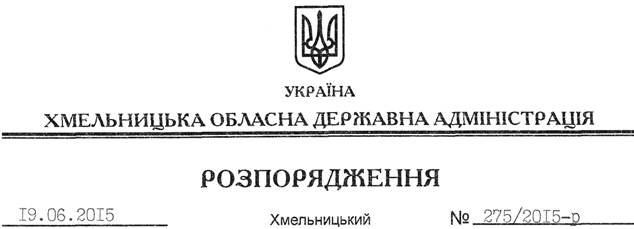 УКРАЇНА
ХМЕЛЬНИЦЬКА ОБЛАСНА ДЕРЖАВНА АДМІНІСТРАЦІЯ
РОЗПОРЯДЖЕННЯ
19.06.2015 Хмельницький № 275/2015-р